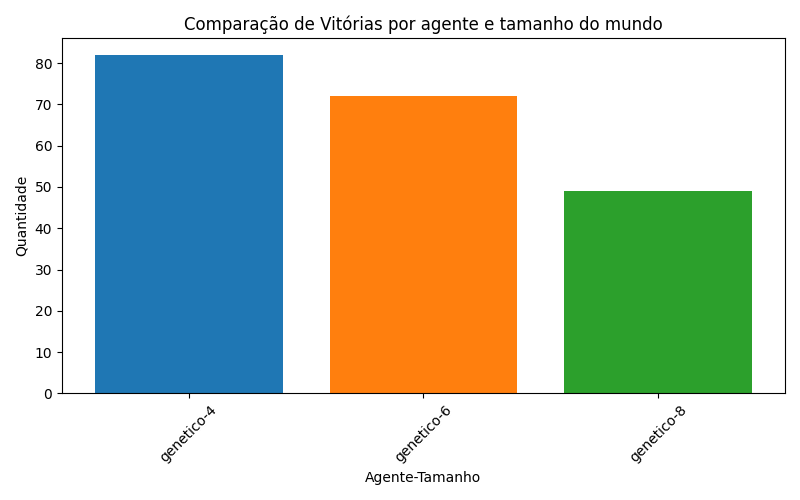 Comparação de Vitórias por agente e tamanho do mundo
Quantidade
80
70
60
50
40
30
20
10
0
genetico-4
genetico-6
genetico-8
Agente-Tamanho